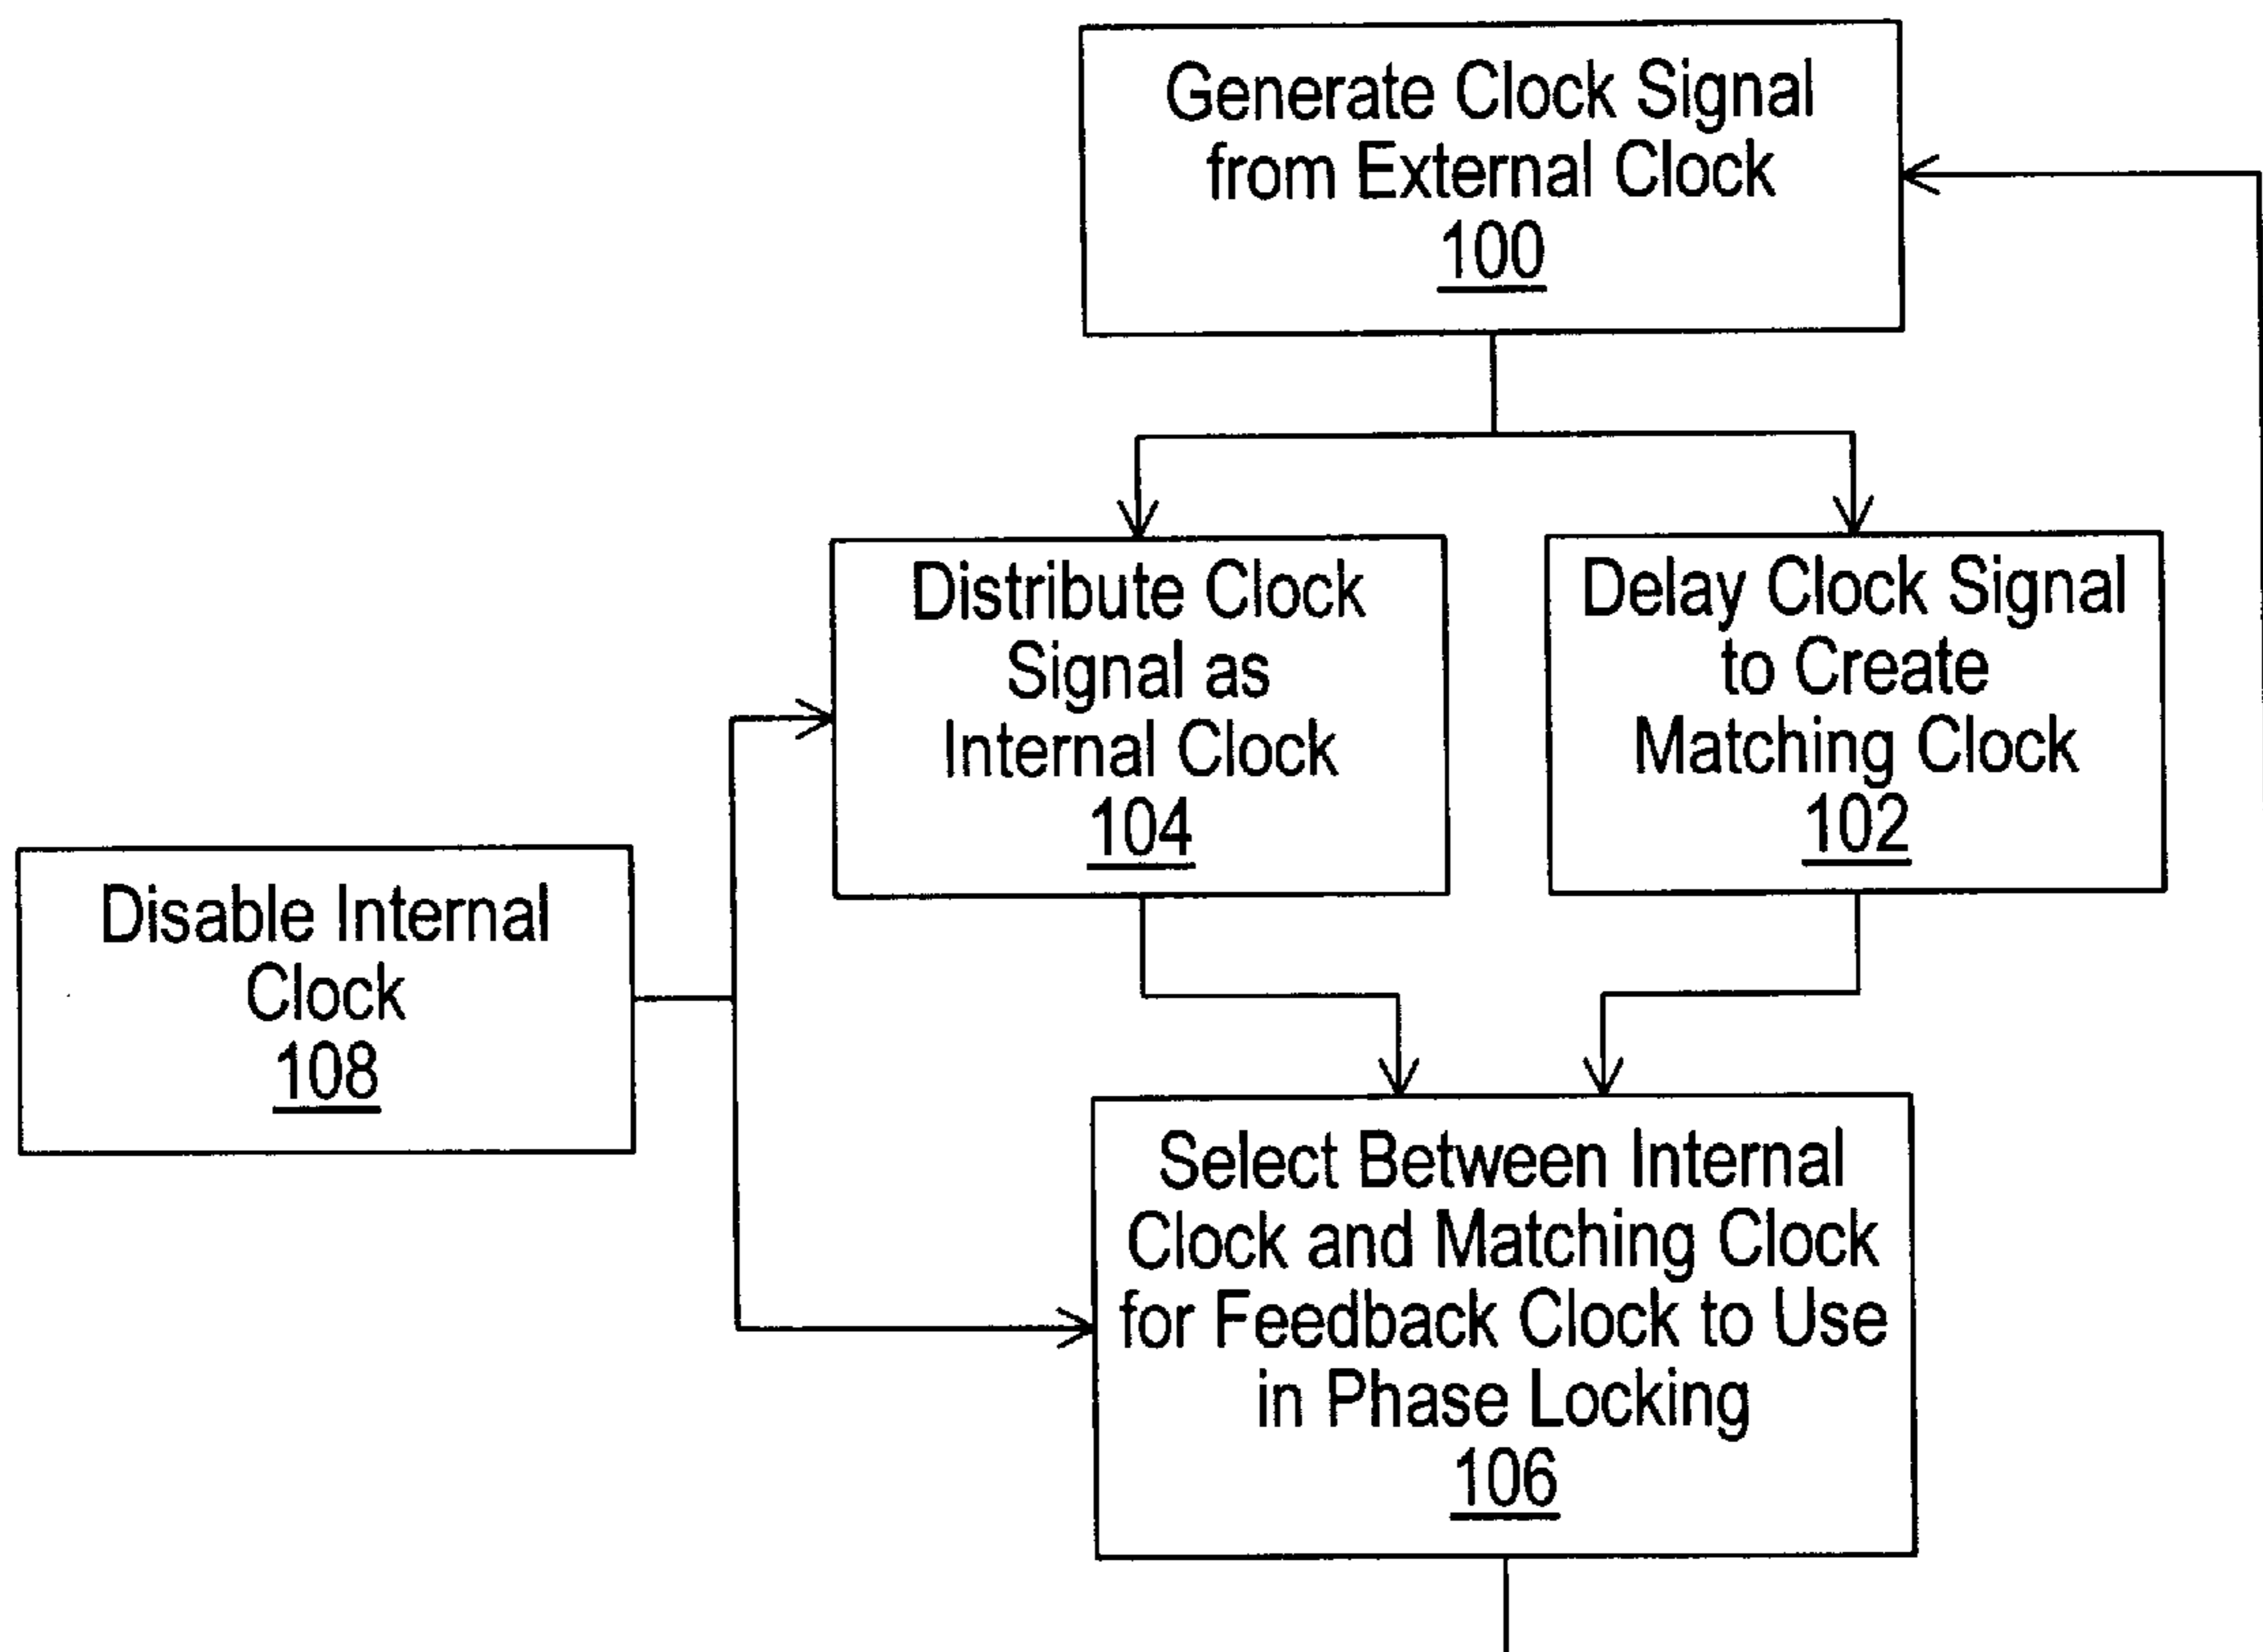 Generate Clock Signal
from External Clock
100
Distribute Clock
Signal as
Internal Clock
104
Delay Clock Signal
to Create
Matching Clock
102
Disable Internal
Clock
108
Select Between Internal
Clock and Matching Clock
for Feedback Clock to Use
in Phase Locking
106